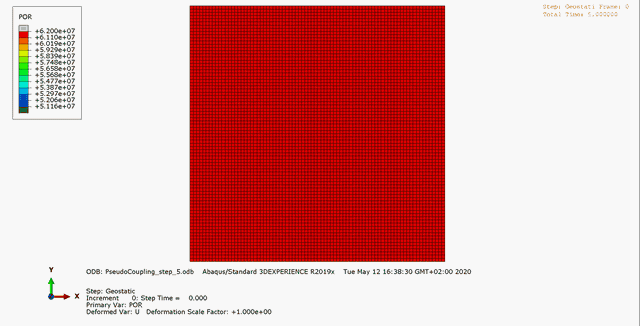 Step: Geostati Frame: 0
Total Time: 5.000000
POR
+6.200e+07
+6.110e+07
+6.019e+07
+5.929e+07
+5.839e+07
+5.748e+07
+5.658e+07
+5.568e+07
+5.477e+07
+5.387e+07
+5.297e+07
+5.206e+07
+5.116e+07
Y
X
ODB: PseudoCoupling_step_5.odb Abaqus/Standard 3DEXPERIENCE R2019x Tue May 12 16:38:30 GMT+02:00 2020
Step: Geostatic
Increment 0: Step Time = 0.000
Primary Var: POR
Deformed Var: U Deformation Scale Factor: +1.000e+00